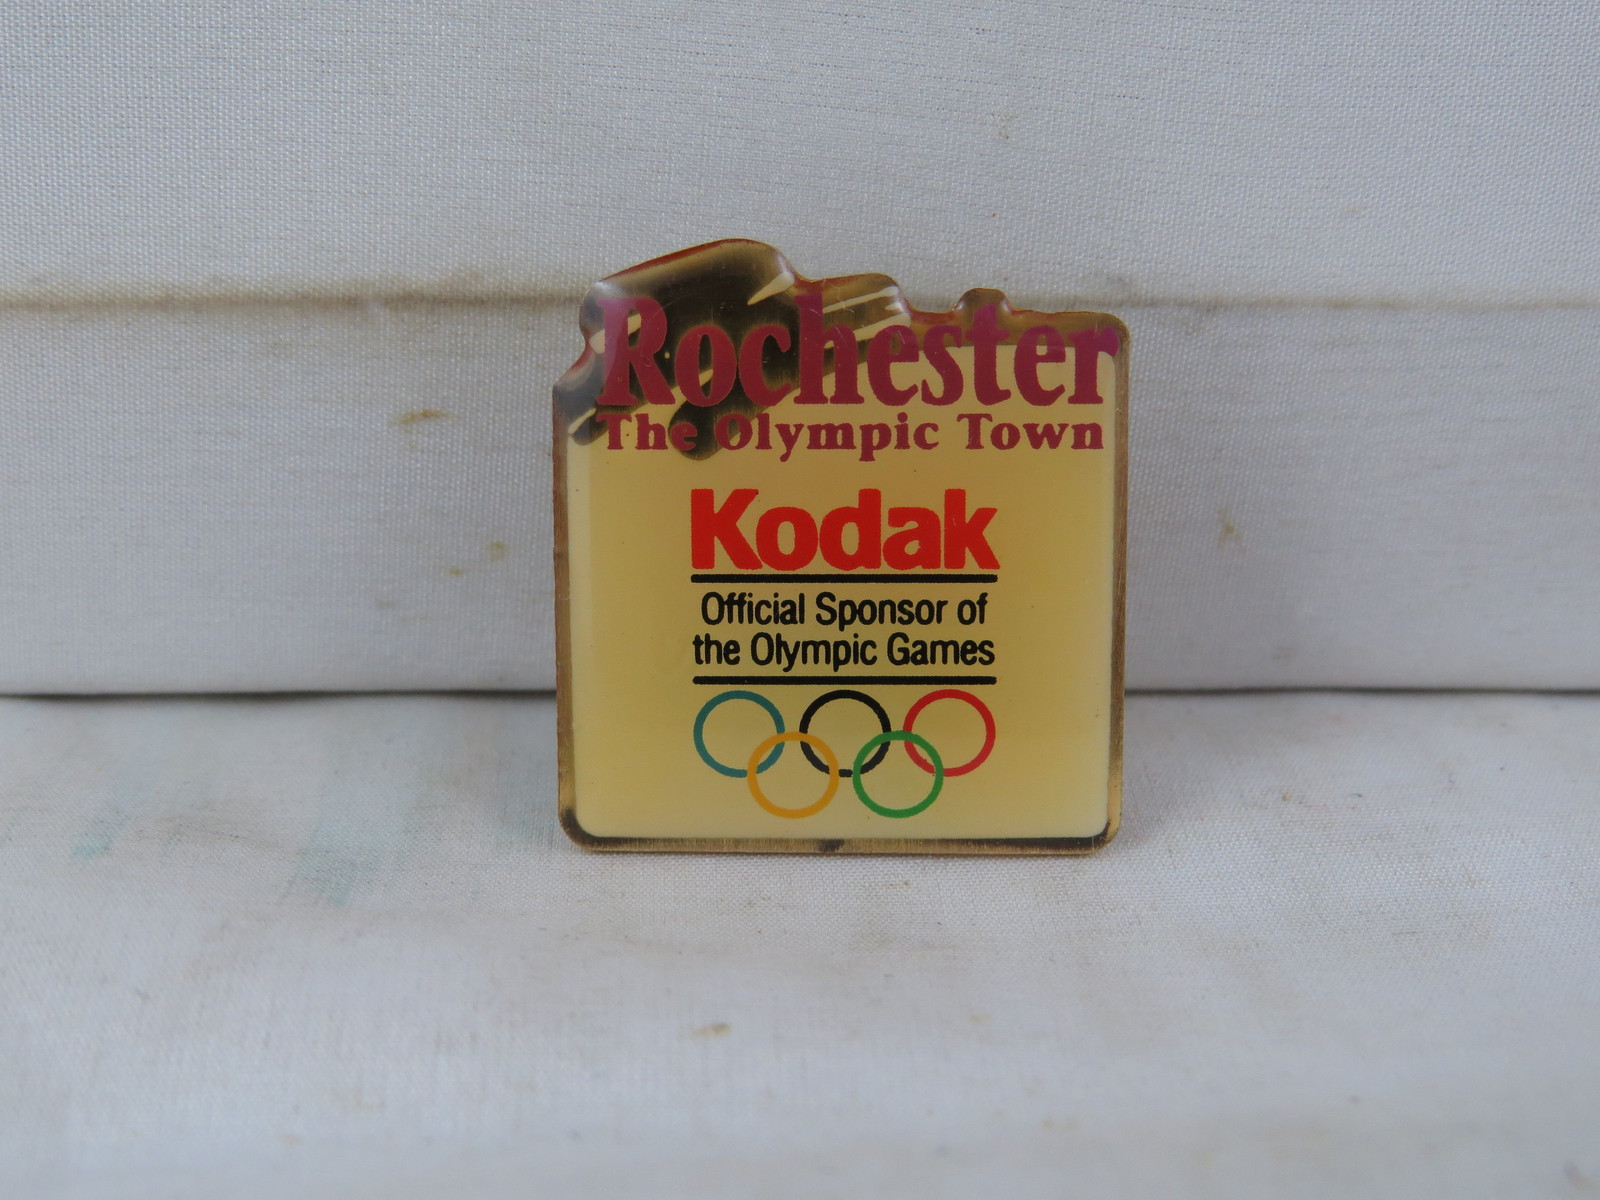 Rochester
The Olympic Town
Kodak
Official Sponsor of
the Olympic Games